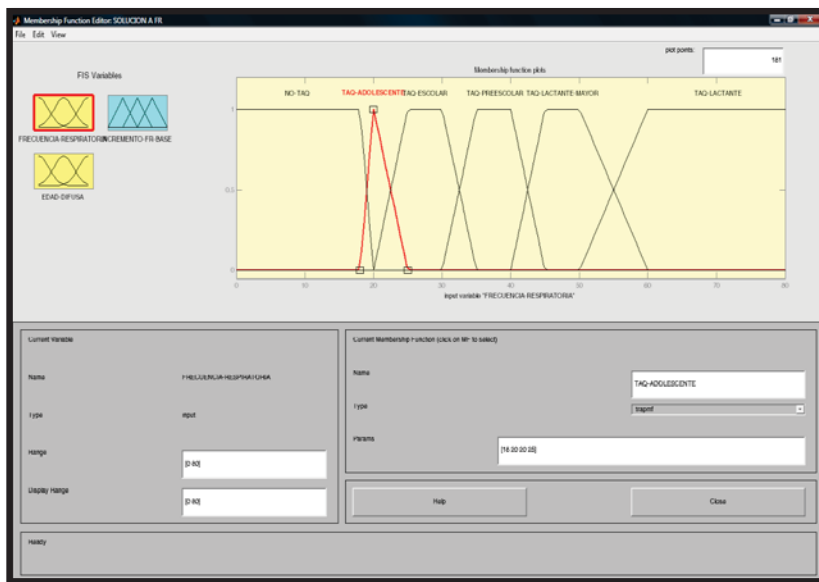 Membership Function Editor: SOLUCION A FR
File Edit View
FIS Variables
FRECUENCIA-RESPIRATORIA
INCREMENTO-FR-BASE
EDAD-DIFUSA
plot points:
181
Membership function plots
NO-TAQ TAQ-ADOLESCENTE TAQ-ESCOLAR TAQ-PREESCOLAR TAQ-LACTANTE-MAYOR TAQ-LACTANTE
1
0.5
0
0 10 20 30 40 50 60 70 80
input variable "FRECUENCIA-RESPIRATORIA"
Current Variable
Name FRECUENCIA-RESPIRATORIA
Type input
Range [0 80]
Display Range [0 80]
Current Membership Function (click on MF to select)
Name TAQ-ADOLESCENTE
Type trapmf
Params [18 20 20 25]
Help Close
Ready